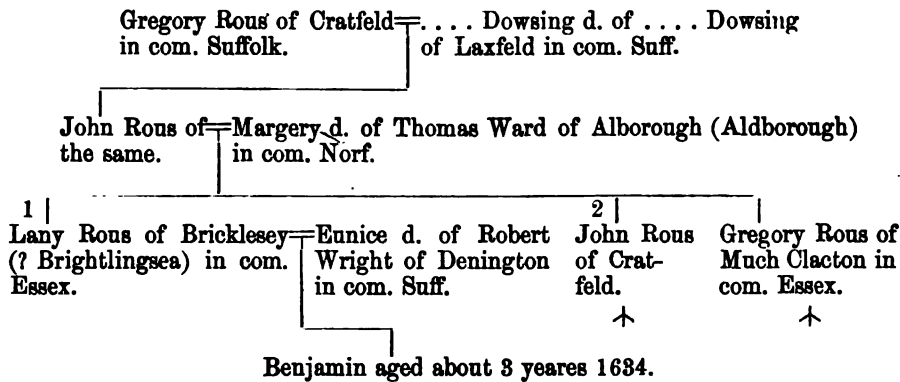 Gregory Rous of Cratfeld=.... Dowsing d. of .... Dowsing
in com. Suffolk. of Laxfeld in com. Suff.
John Rous of=Margery d. of Thomas Ward of Alborough (Aldborough)
the same. in com. Norf.
1 2
Lany Rous of Bricklesey=Eunice d. of Robert John Rous Gregory Rous of
(? Brightlingsea) in com. Wright of Denington of Crat- Much Clacton in
Essex. in com. Suff. feld. com. Essex.
Benjamin aged about 3 yeares 1634.